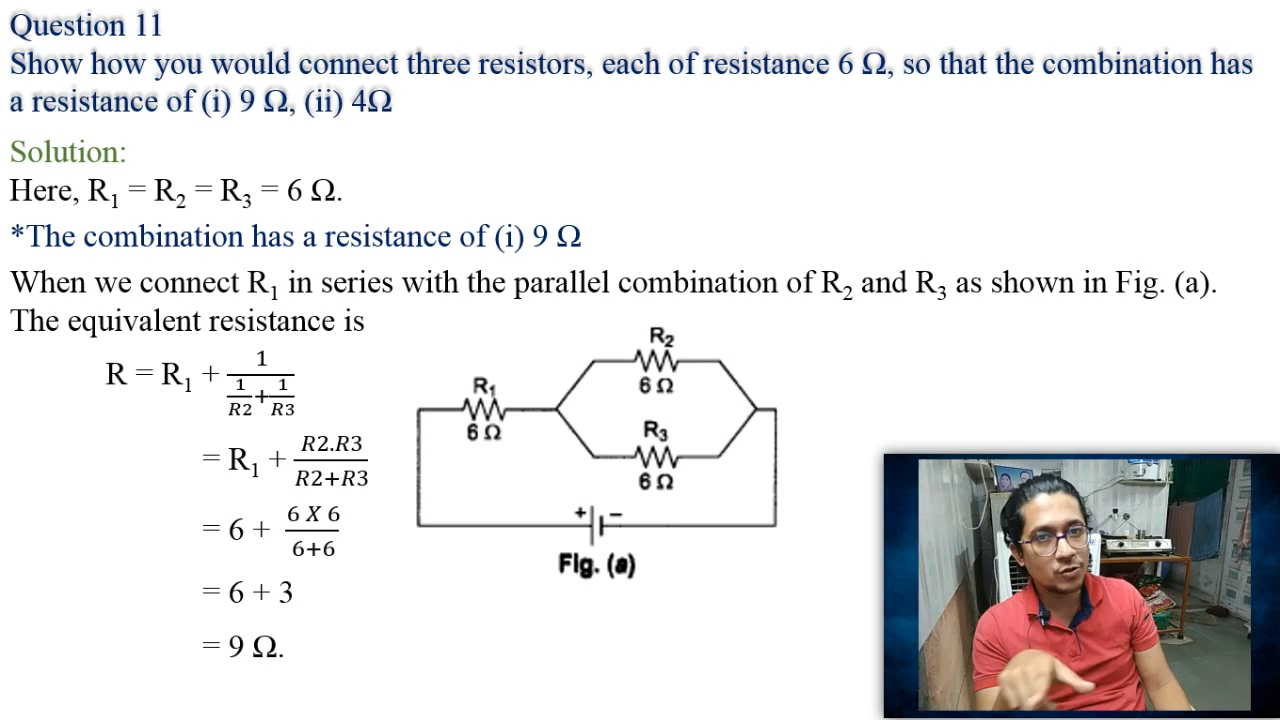 Question 11
Show how you would connect three resistors, each of resistance 6 Ω, so that the combination has
a resistance of (i) 9 Ω, (ii) 4Ω
Solution:
Here, R₁ = R₂ = R₃ = 6 Ω.
*The combination has a resistance of (i) 9 Ω
When we connect R₁ in series with the parallel combination of R₂ and R₃ as shown in Fig. (a).
The equivalent resistance is
R = R₁ + 1/(1/R2 + 1/R3)
= R₁ + R2.R3/(R2+R3)
= 6 + (6 X 6)/(6+6)
= 6 + 3
= 9 Ω.
R₂
6 Ω
R₁
6 Ω
R₃
6 Ω
+ −
Fig. (a)